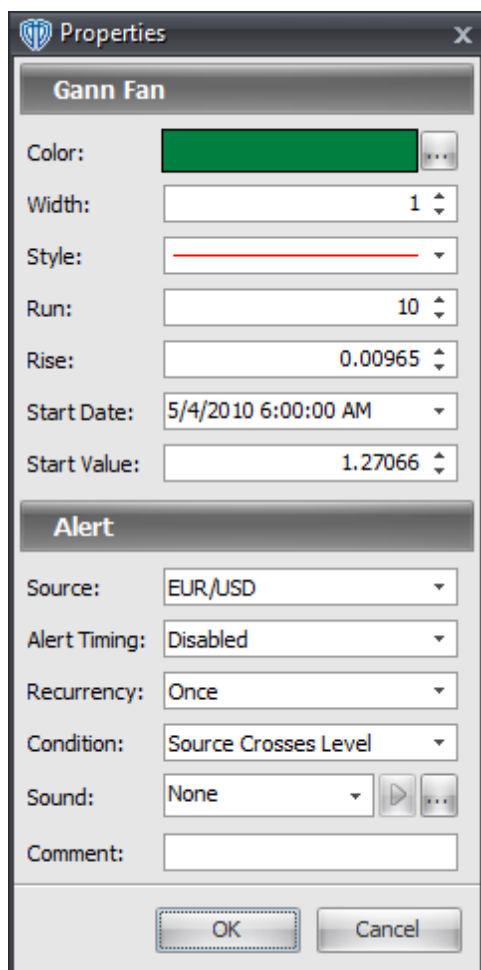 Properties
Gann Fan
Color: ...
Width: 1
Style:
Run: 10
Rise: 0.00965
Start Date: 5/4/2010 6:00:00 AM
Start Value: 1.27066
Alert
Source: EUR/USD
Alert Timing: Disabled
Recurrency: Once
Condition: Source Crosses Level
Sound: None ...
Comment:
OK Cancel